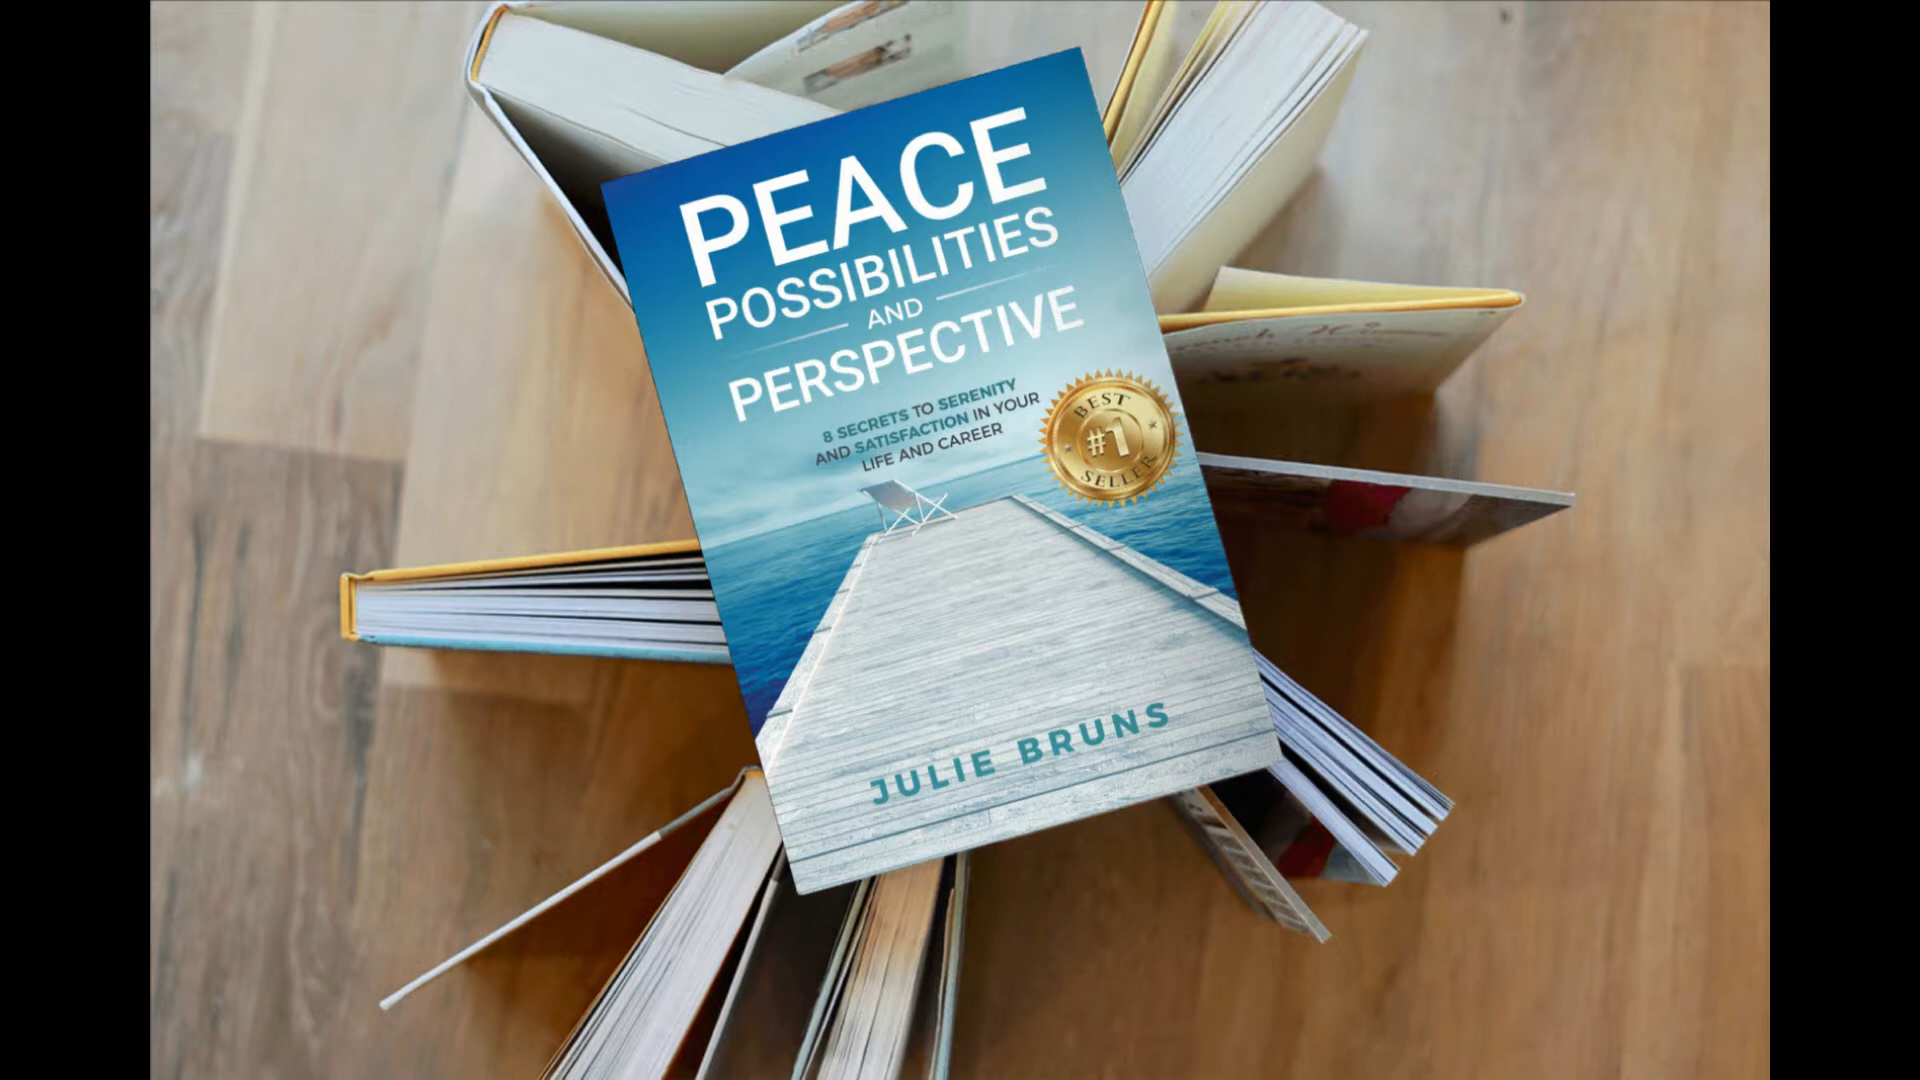 PEACE
POSSIBILITIES
AND
PERSPECTIVE
8 SECRETS TO SERENITY
AND SATISFACTION IN YOUR
LIFE AND CAREER
BEST
#1
SELLER
JULIE BRUNS